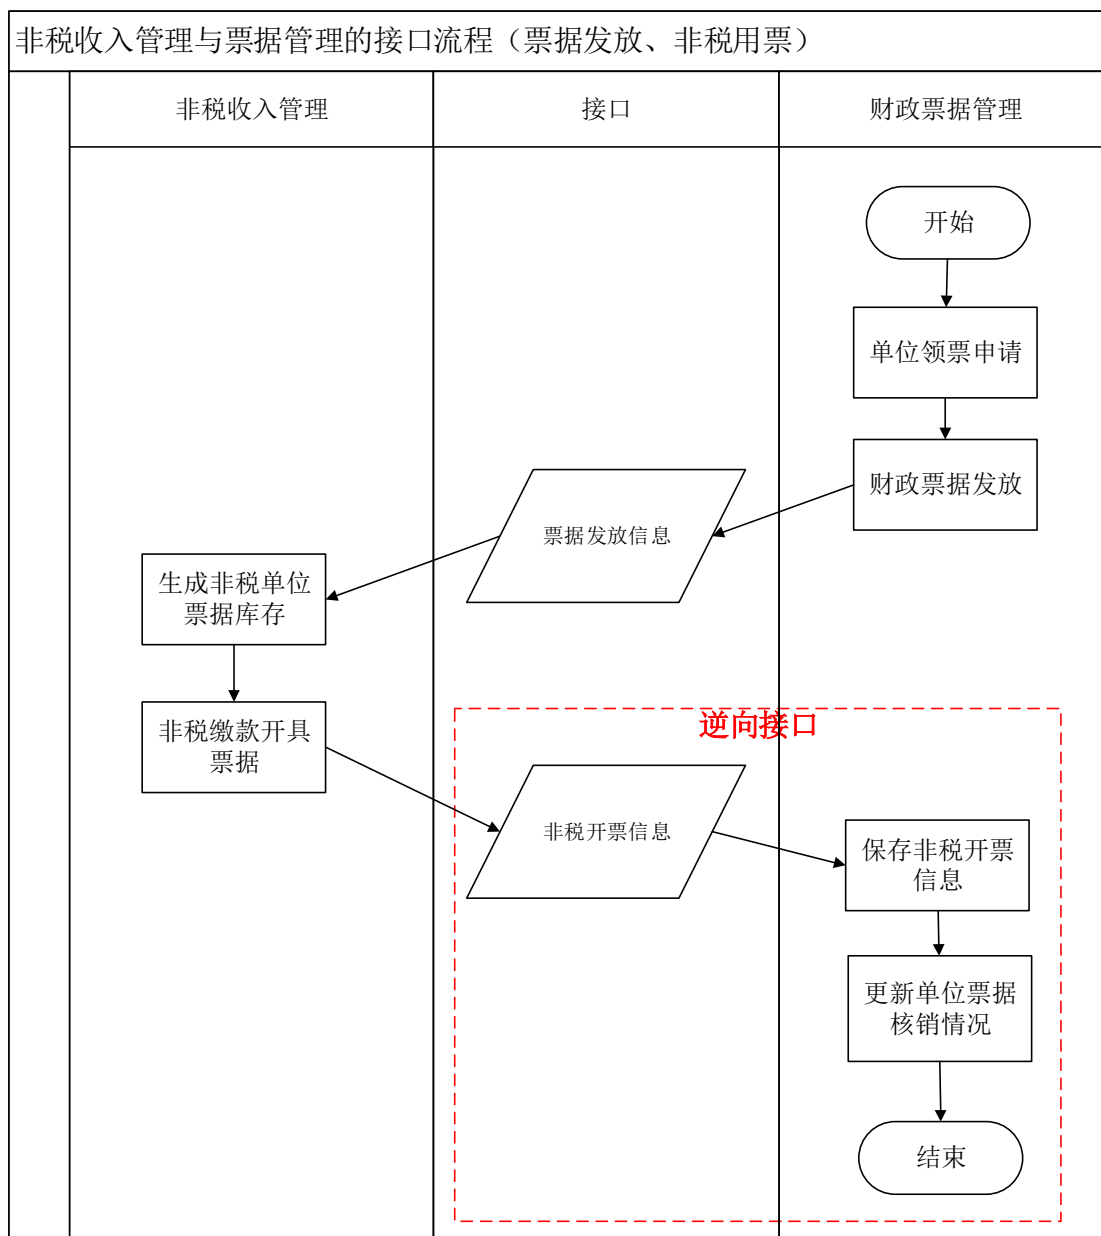 非税收入管理与票据管理的接口流程（票据发放、非税用票）
非税收入管理
接口
财政票据管理
开始
单位领票申请
财政票据发放
票据发放信息
生成非税单位
票据库存
非税缴款开具
票据
逆向接口
非税开票信息
保存非税开票
信息
更新单位票据
核销情况
结束